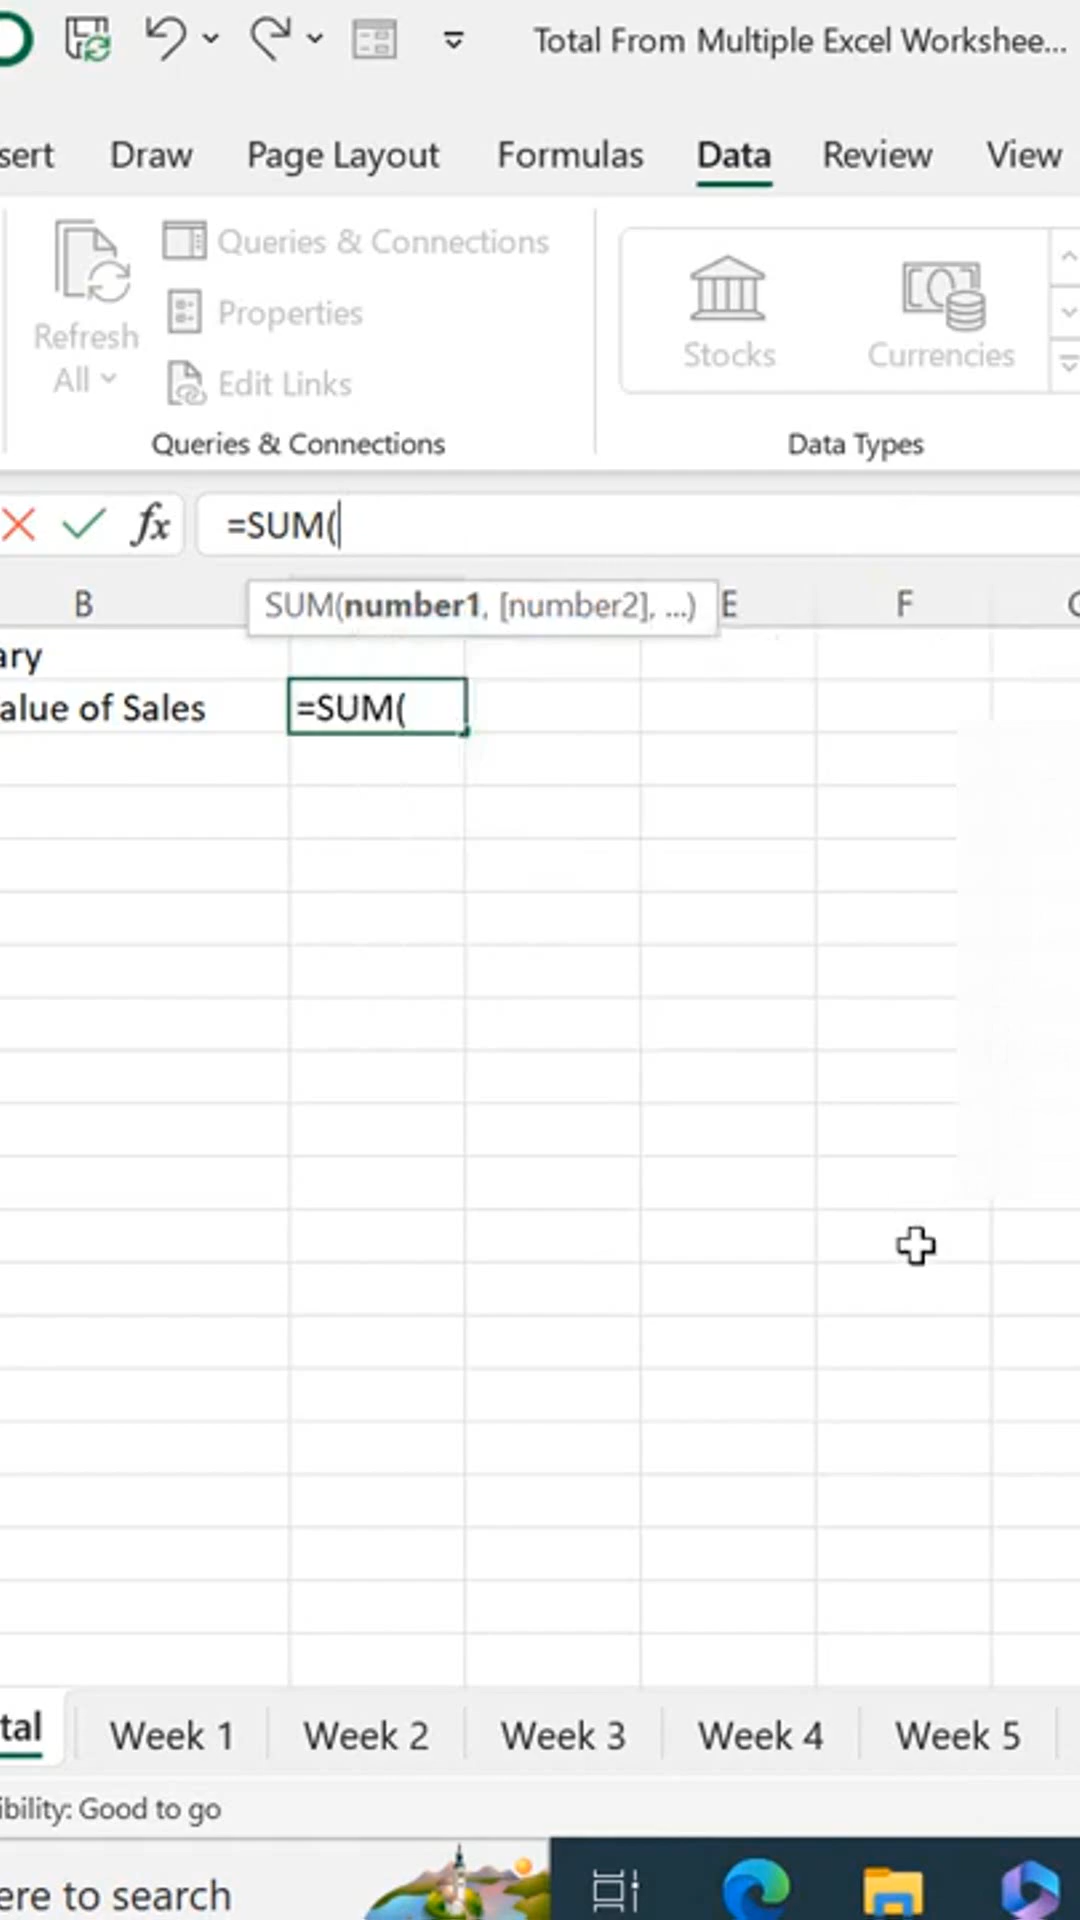 Total From Multiple Excel Workshee...
sert Draw Page Layout Formulas Data Review View
Refresh All
Queries & Connections
Properties
Edit Links
Queries & Connections
Stocks Currencies
Data Types
fx =SUM(
SUM(number1, [number2], ...)
B E F
ary
alue of Sales =SUM(
tal Week 1 Week 2 Week 3 Week 4 Week 5
ibility: Good to go
ere to search